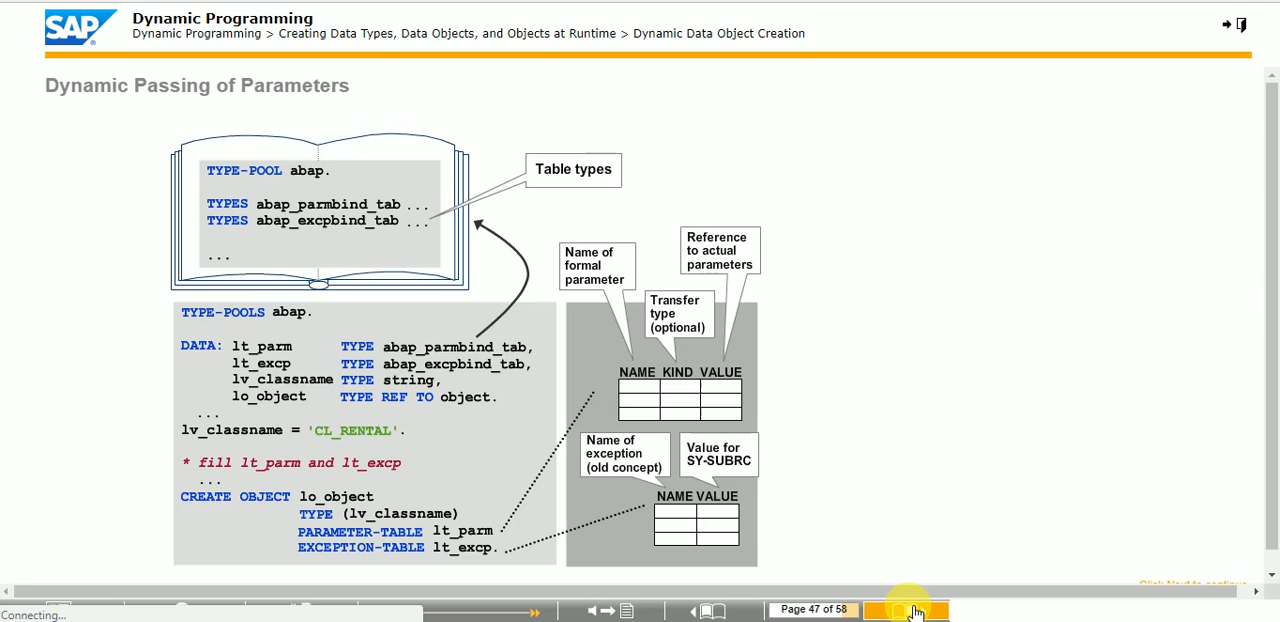 SAP
Dynamic Programming
Dynamic Programming > Creating Data Types, Data Objects, and Objects at Runtime > Dynamic Data Object Creation
Dynamic Passing of Parameters
TYPE-POOL abap.
TYPES abap_parmbind_tab ...
TYPES abap_excpbind_tab ...
...
Table types
Name of
formal
parameter
Transfer
type
(optional)
Reference
to actual
parameters
TYPE-POOLS abap.
DATA: lt_parm TYPE abap_parmbind_tab,
lt_excp TYPE abap_excpbind_tab,
lv_classname TYPE string,
lo_object TYPE REF TO object.
...
lv_classname = 'CL_RENTAL'.
* fill lt_parm and lt_excp
...
CREATE OBJECT lo_object
TYPE (lv_classname)
PARAMETER-TABLE lt_parm
EXCEPTION-TABLE lt_excp.
NAME KIND VALUE
Name of
exception
(old concept)
Value for
SY-SUBRC
NAME VALUE
Click Next to continue
Connecting...
Page 47 of 58